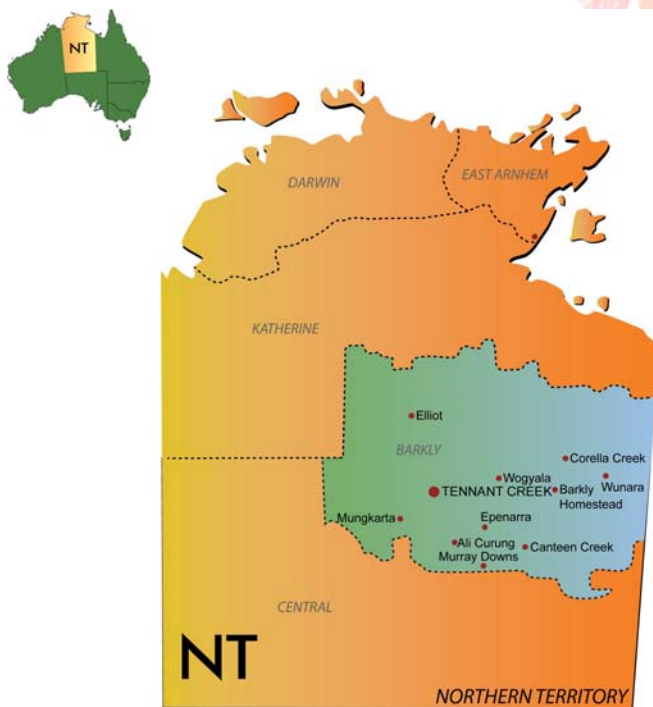 NT
DARWIN
EAST ARNHEM
KATHERINE
Elliot
BARKLY
Corella Creek
Wogyala
Wunara
TENNANT CREEK
Barkly
Homestead
Mungkarta
Epenarra
Ali Curung
Canteen Creek
Murray Downs
CENTRAL
NT
NORTHERN TERRITORY